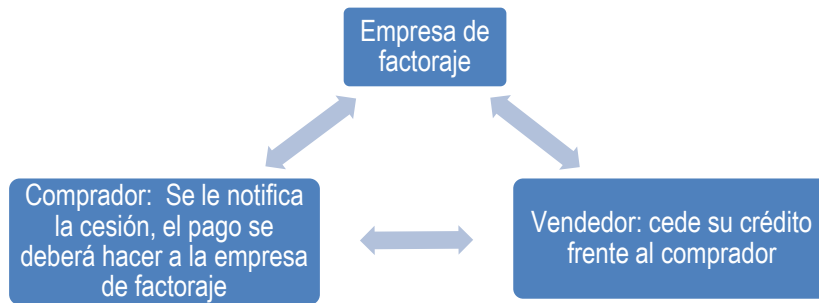 Empresa de
factoraje
Comprador: Se le notifica
la cesión, el pago se
deberá hacer a la empresa
de factoraje
Vendedor: cede su crédito
frente al comprador